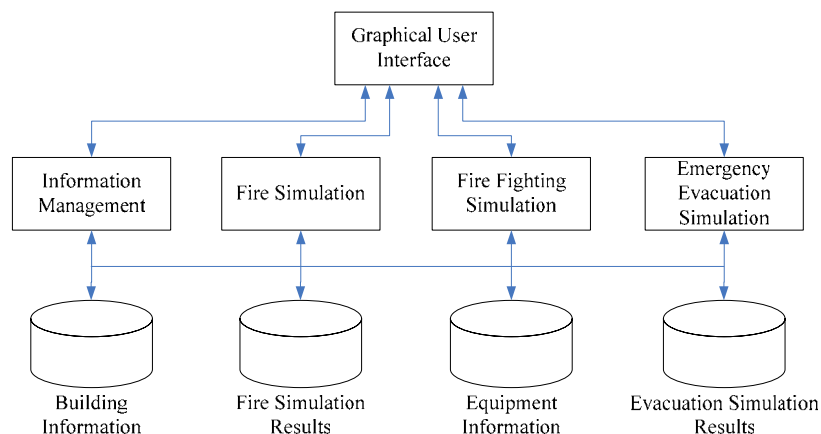 Graphical User
Interface
Information
Management
Fire Simulation
Fire Fighting
Simulation
Emergency
Evacuation
Simulation
Building
Information
Fire Simulation
Results
Equipment
Information
Evacuation Simulation
Results